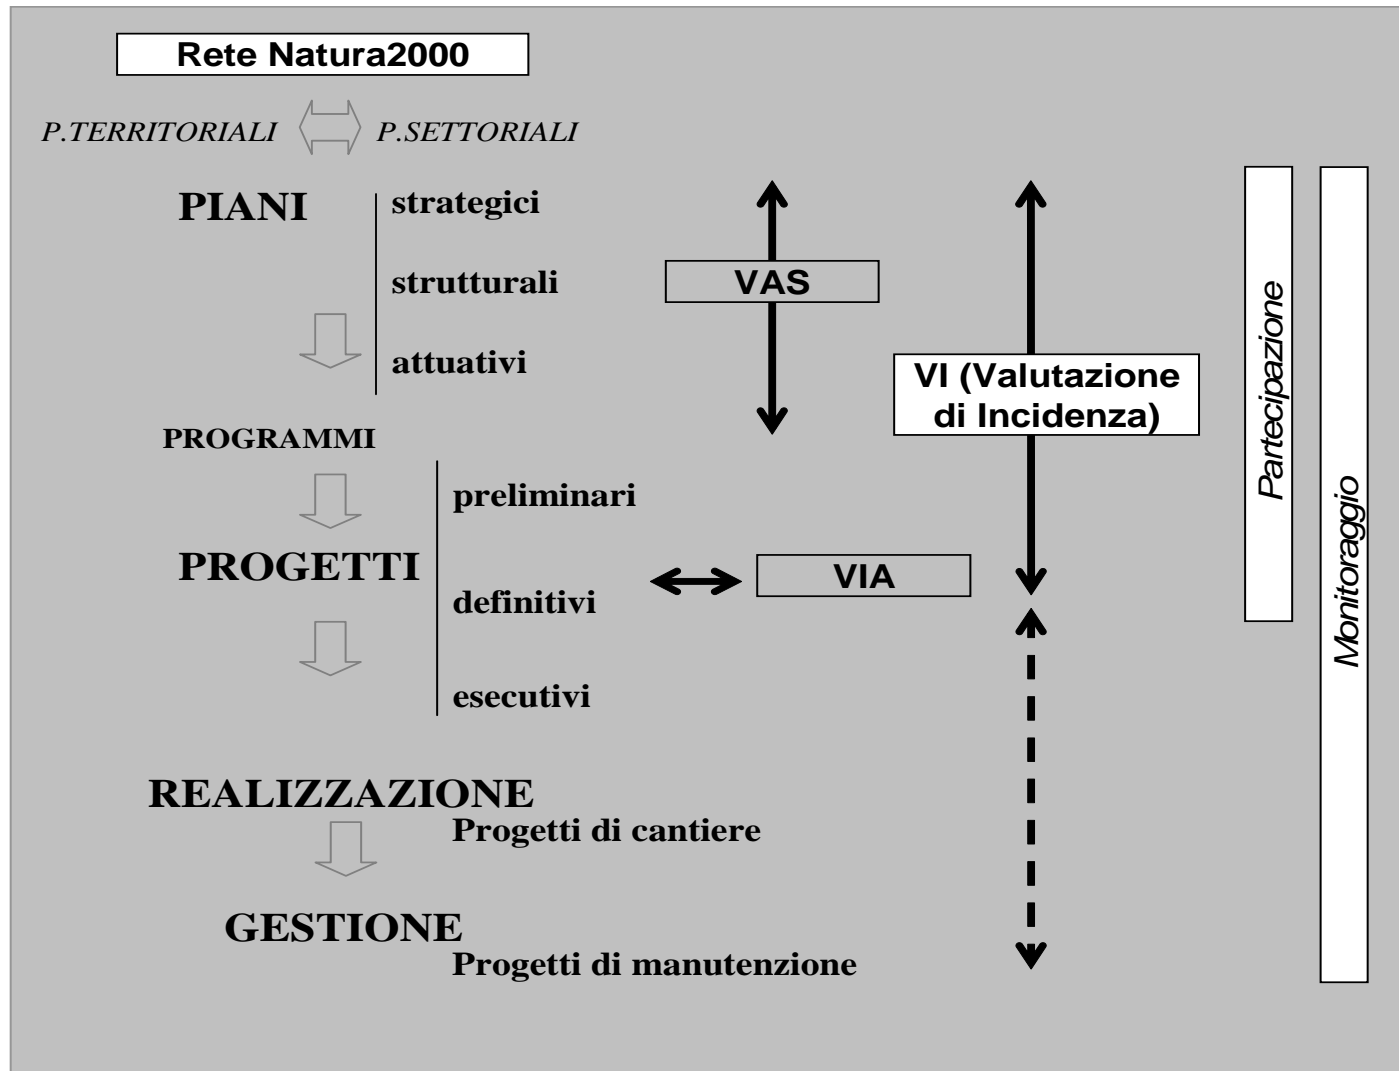 Rete Natura2000
P.TERRITORIALI
P.SETTORIALI
PIANI
strategici
strutturali
attuativi
VAS
VI (Valutazione
di Incidenza)
Partecipazione
Monitoraggio
PROGRAMMI
preliminari
PROGETTI
definitivi
esecutivi
VIA
REALIZZAZIONE
Progetti di cantiere
GESTIONE
Progetti di manutenzione